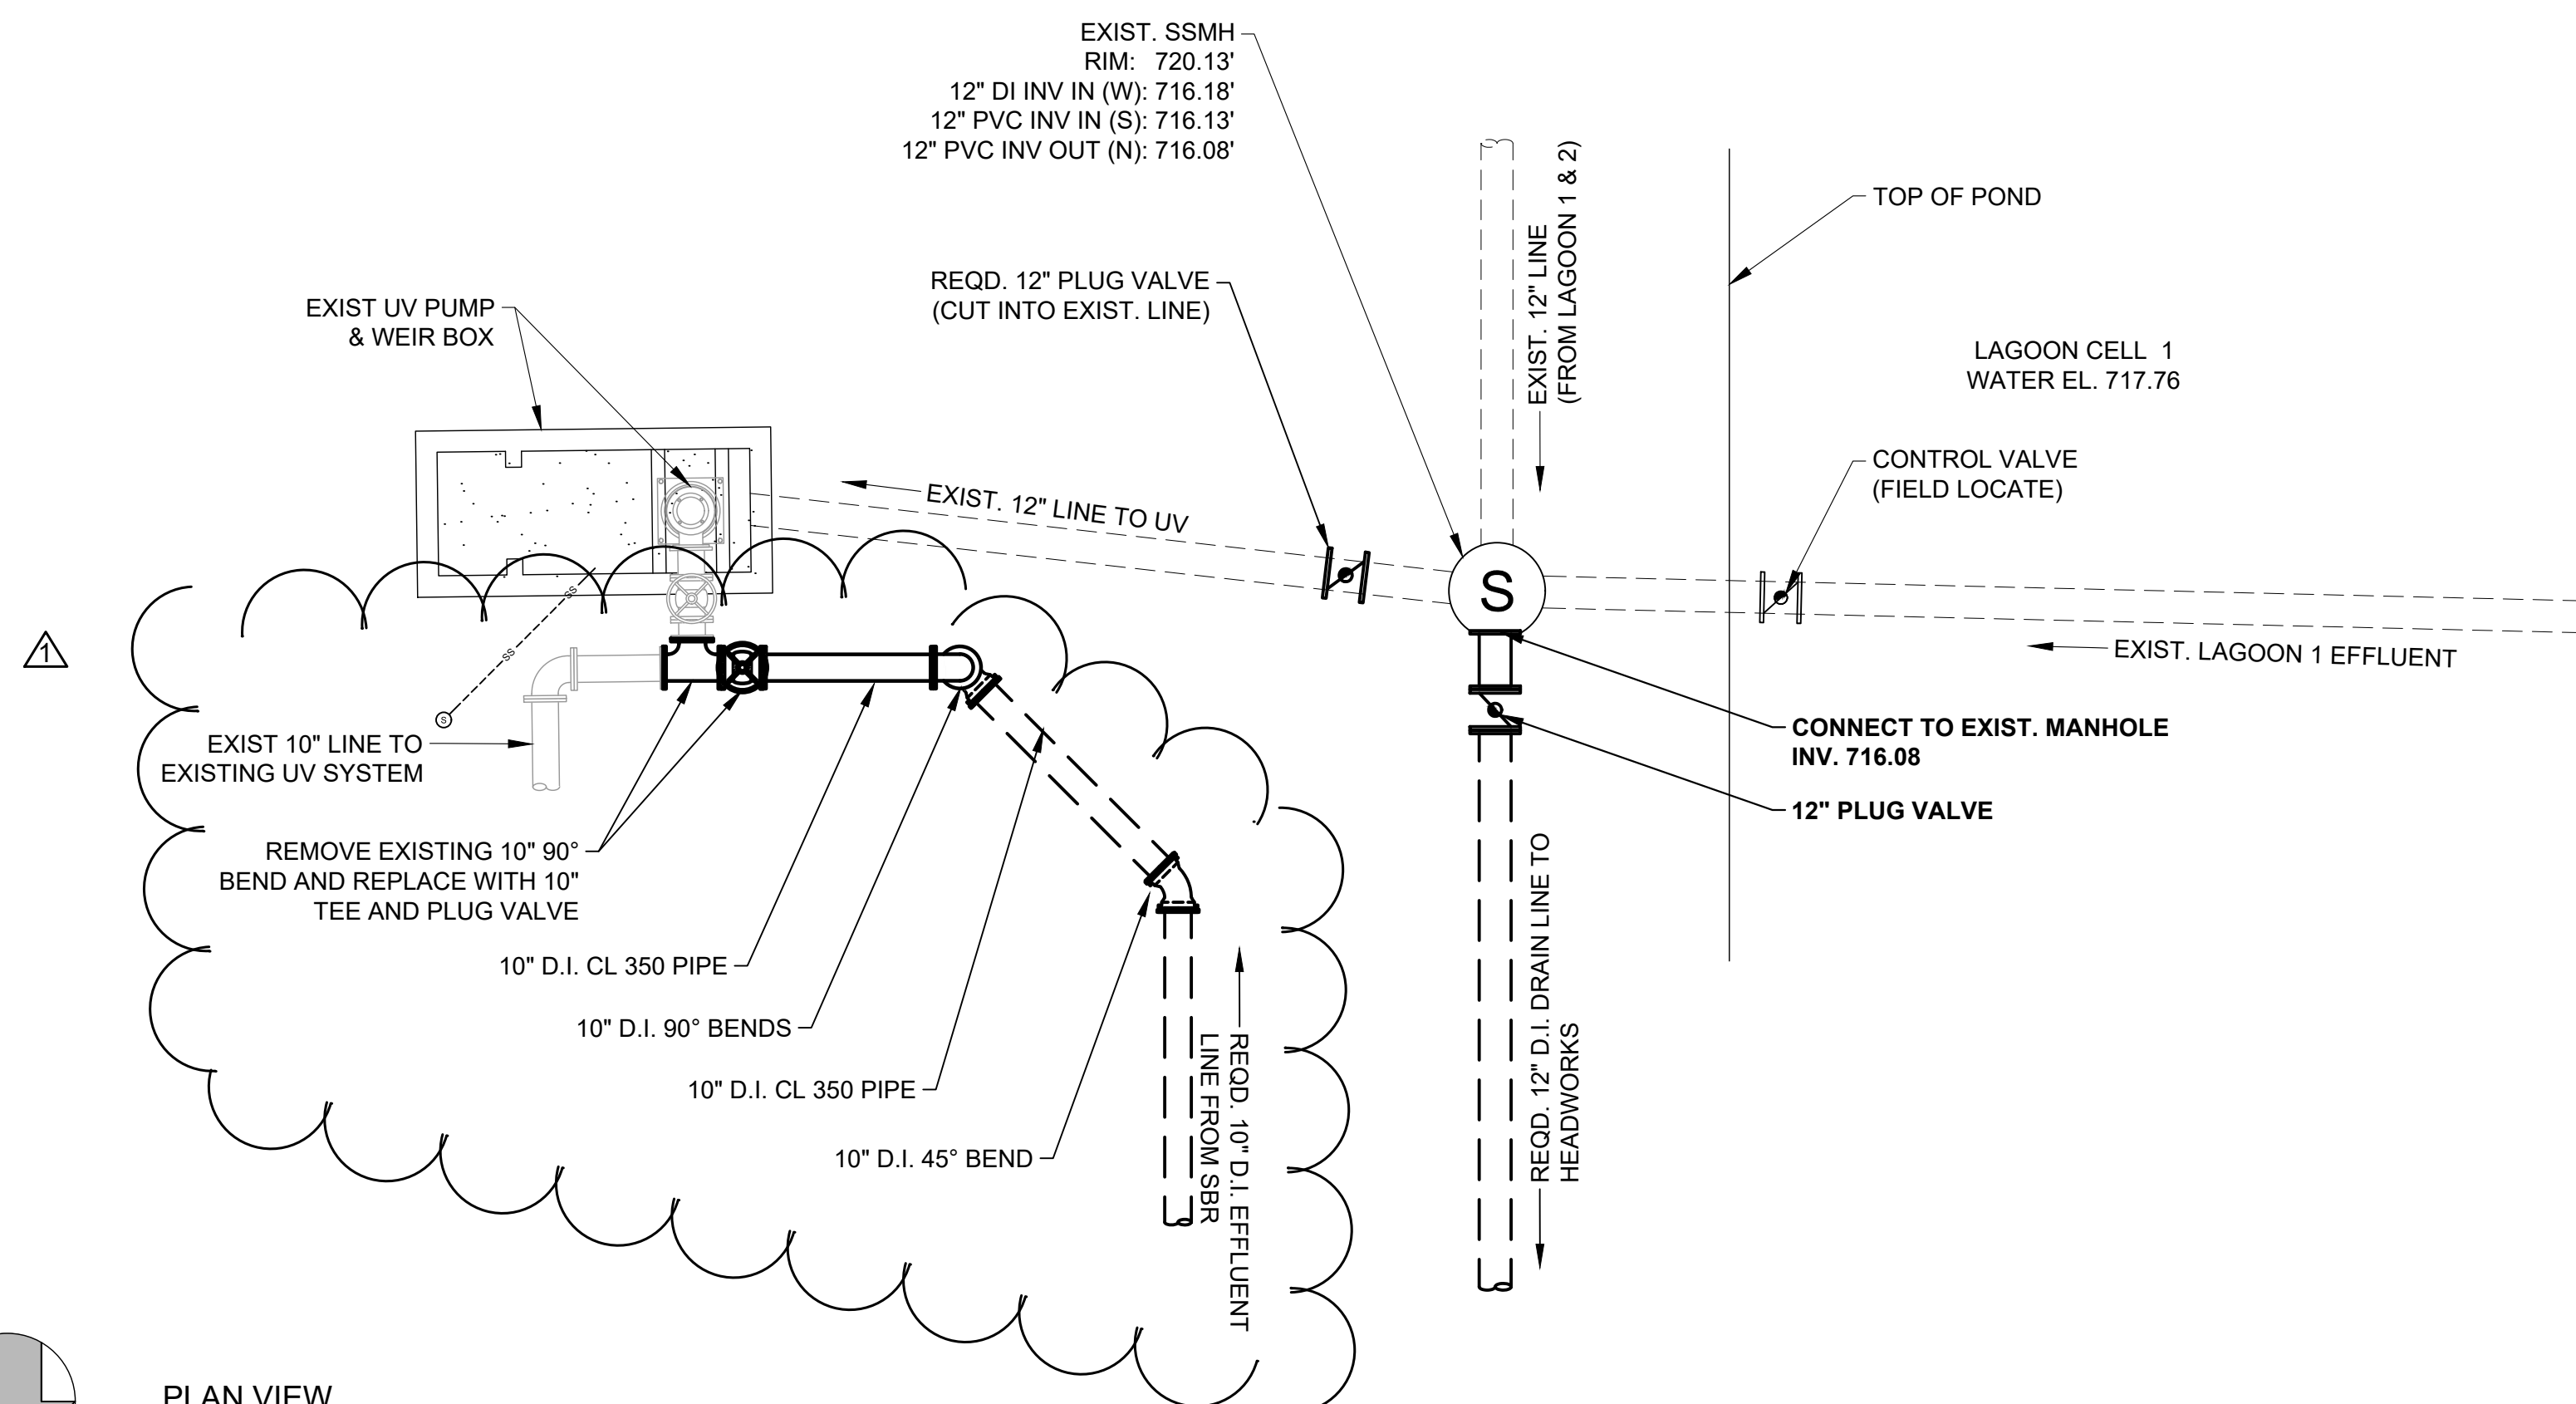 EXIST. SSMH
RIM: 720.13'
12" DI INV IN (W): 716.18'
12" PVC INV IN (S): 716.13'
12" PVC INV OUT (N): 716.08'
EXIST. 12" LINE
(FROM LAGOON 1 & 2)
TOP OF POND
REQD. 12" PLUG VALVE
(CUT INTO EXIST. LINE)
EXIST UV PUMP
& WEIR BOX
LAGOON CELL 1
WATER EL. 717.76
CONTROL VALVE
(FIELD LOCATE)
EXIST. 12" LINE TO UV
S
SS
SS
S
1
EXIST. LAGOON 1 EFFLUENT
CONNECT TO EXIST. MANHOLE
INV. 716.08
12" PLUG VALVE
EXIST 10" LINE TO
EXISTING UV SYSTEM
REMOVE EXISTING 10" 90°
BEND AND REPLACE WITH 10"
TEE AND PLUG VALVE
10" D.I. CL 350 PIPE
10" D.I. 90° BENDS
10" D.I. CL 350 PIPE
10" D.I. 45° BEND
REQD. 10" D.I. EFFLUENT
LINE FROM SBR
REQD. 12" D.I. DRAIN LINE TO
HEADWORKS
PLAN VIEW